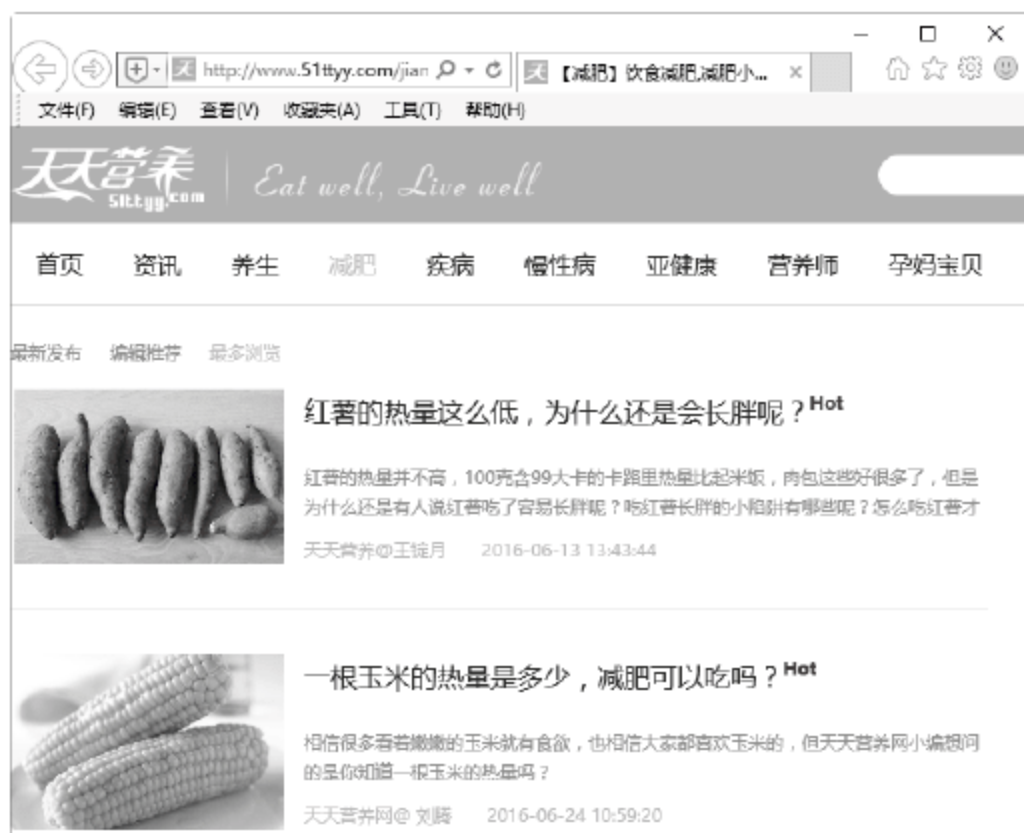 http://www.51ttyy.com/jian
【减肥】饮食减肥,减肥小...
文件(F) 编辑(E) 查看(V) 收藏夹(A) 工具(T) 帮助(H)
天天营养 51ttyy.com Eat well, Live well
首页 资讯 养生 减肥 疾病 慢性病 亚健康 营养师 孕妈宝贝
最新发布 编辑推荐 最多浏览
红薯的热量这么低，为什么还是会长胖呢？Hot
红薯的热量并不高，100克含99大卡的卡路里热量比起米饭，肉包这些好很多了，但是
为什么还是有人说红薯吃了容易长胖呢？吃红薯长胖的小陷阱有哪些呢？怎么吃红薯才
天天营养@王锭月 2016-06-13 13:43:44
一根玉米的热量是多少，减肥可以吃吗？Hot
相信很多看着嫩嫩的玉米就有食欲，也相信大家都喜欢玉米的，但天天营养网小编想问
的是你知道一根玉米的热量吗？
天天营养网@ 刘腾 2016-06-24 10:59:20